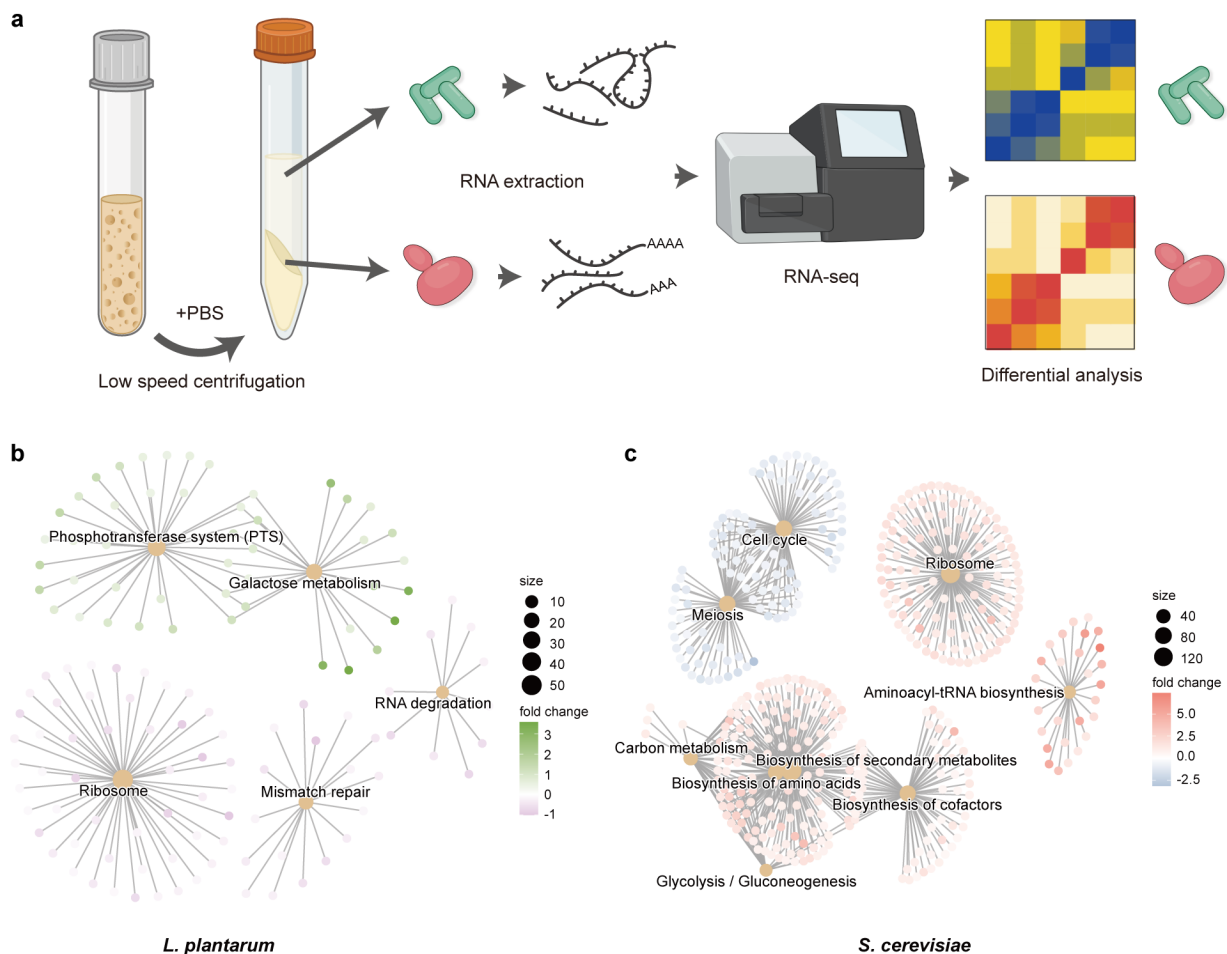 a
+PBS
Low speed centrifugation
RNA extraction
AAAA
AAA
RNA-seq
Differential analysis
b
Phosphotransferase system (PTS)
Galactose metabolism
RNA degradation
Ribosome
Mismatch repair
size
10
20
30
40
50
fold change
3
2
1
0
-1
L. plantarum
c
Cell cycle
Ribosome
Meiosis
Aminoacyl-tRNA biosynthesis
Carbon metabolism
Biosynthesis of secondary metabolites
Biosynthesis of amino acids
Biosynthesis of cofactors
Glycolysis / Gluconeogenesis
size
40
80
120
fold change
5.0
2.5
0.0
-2.5
S. cerevisiae